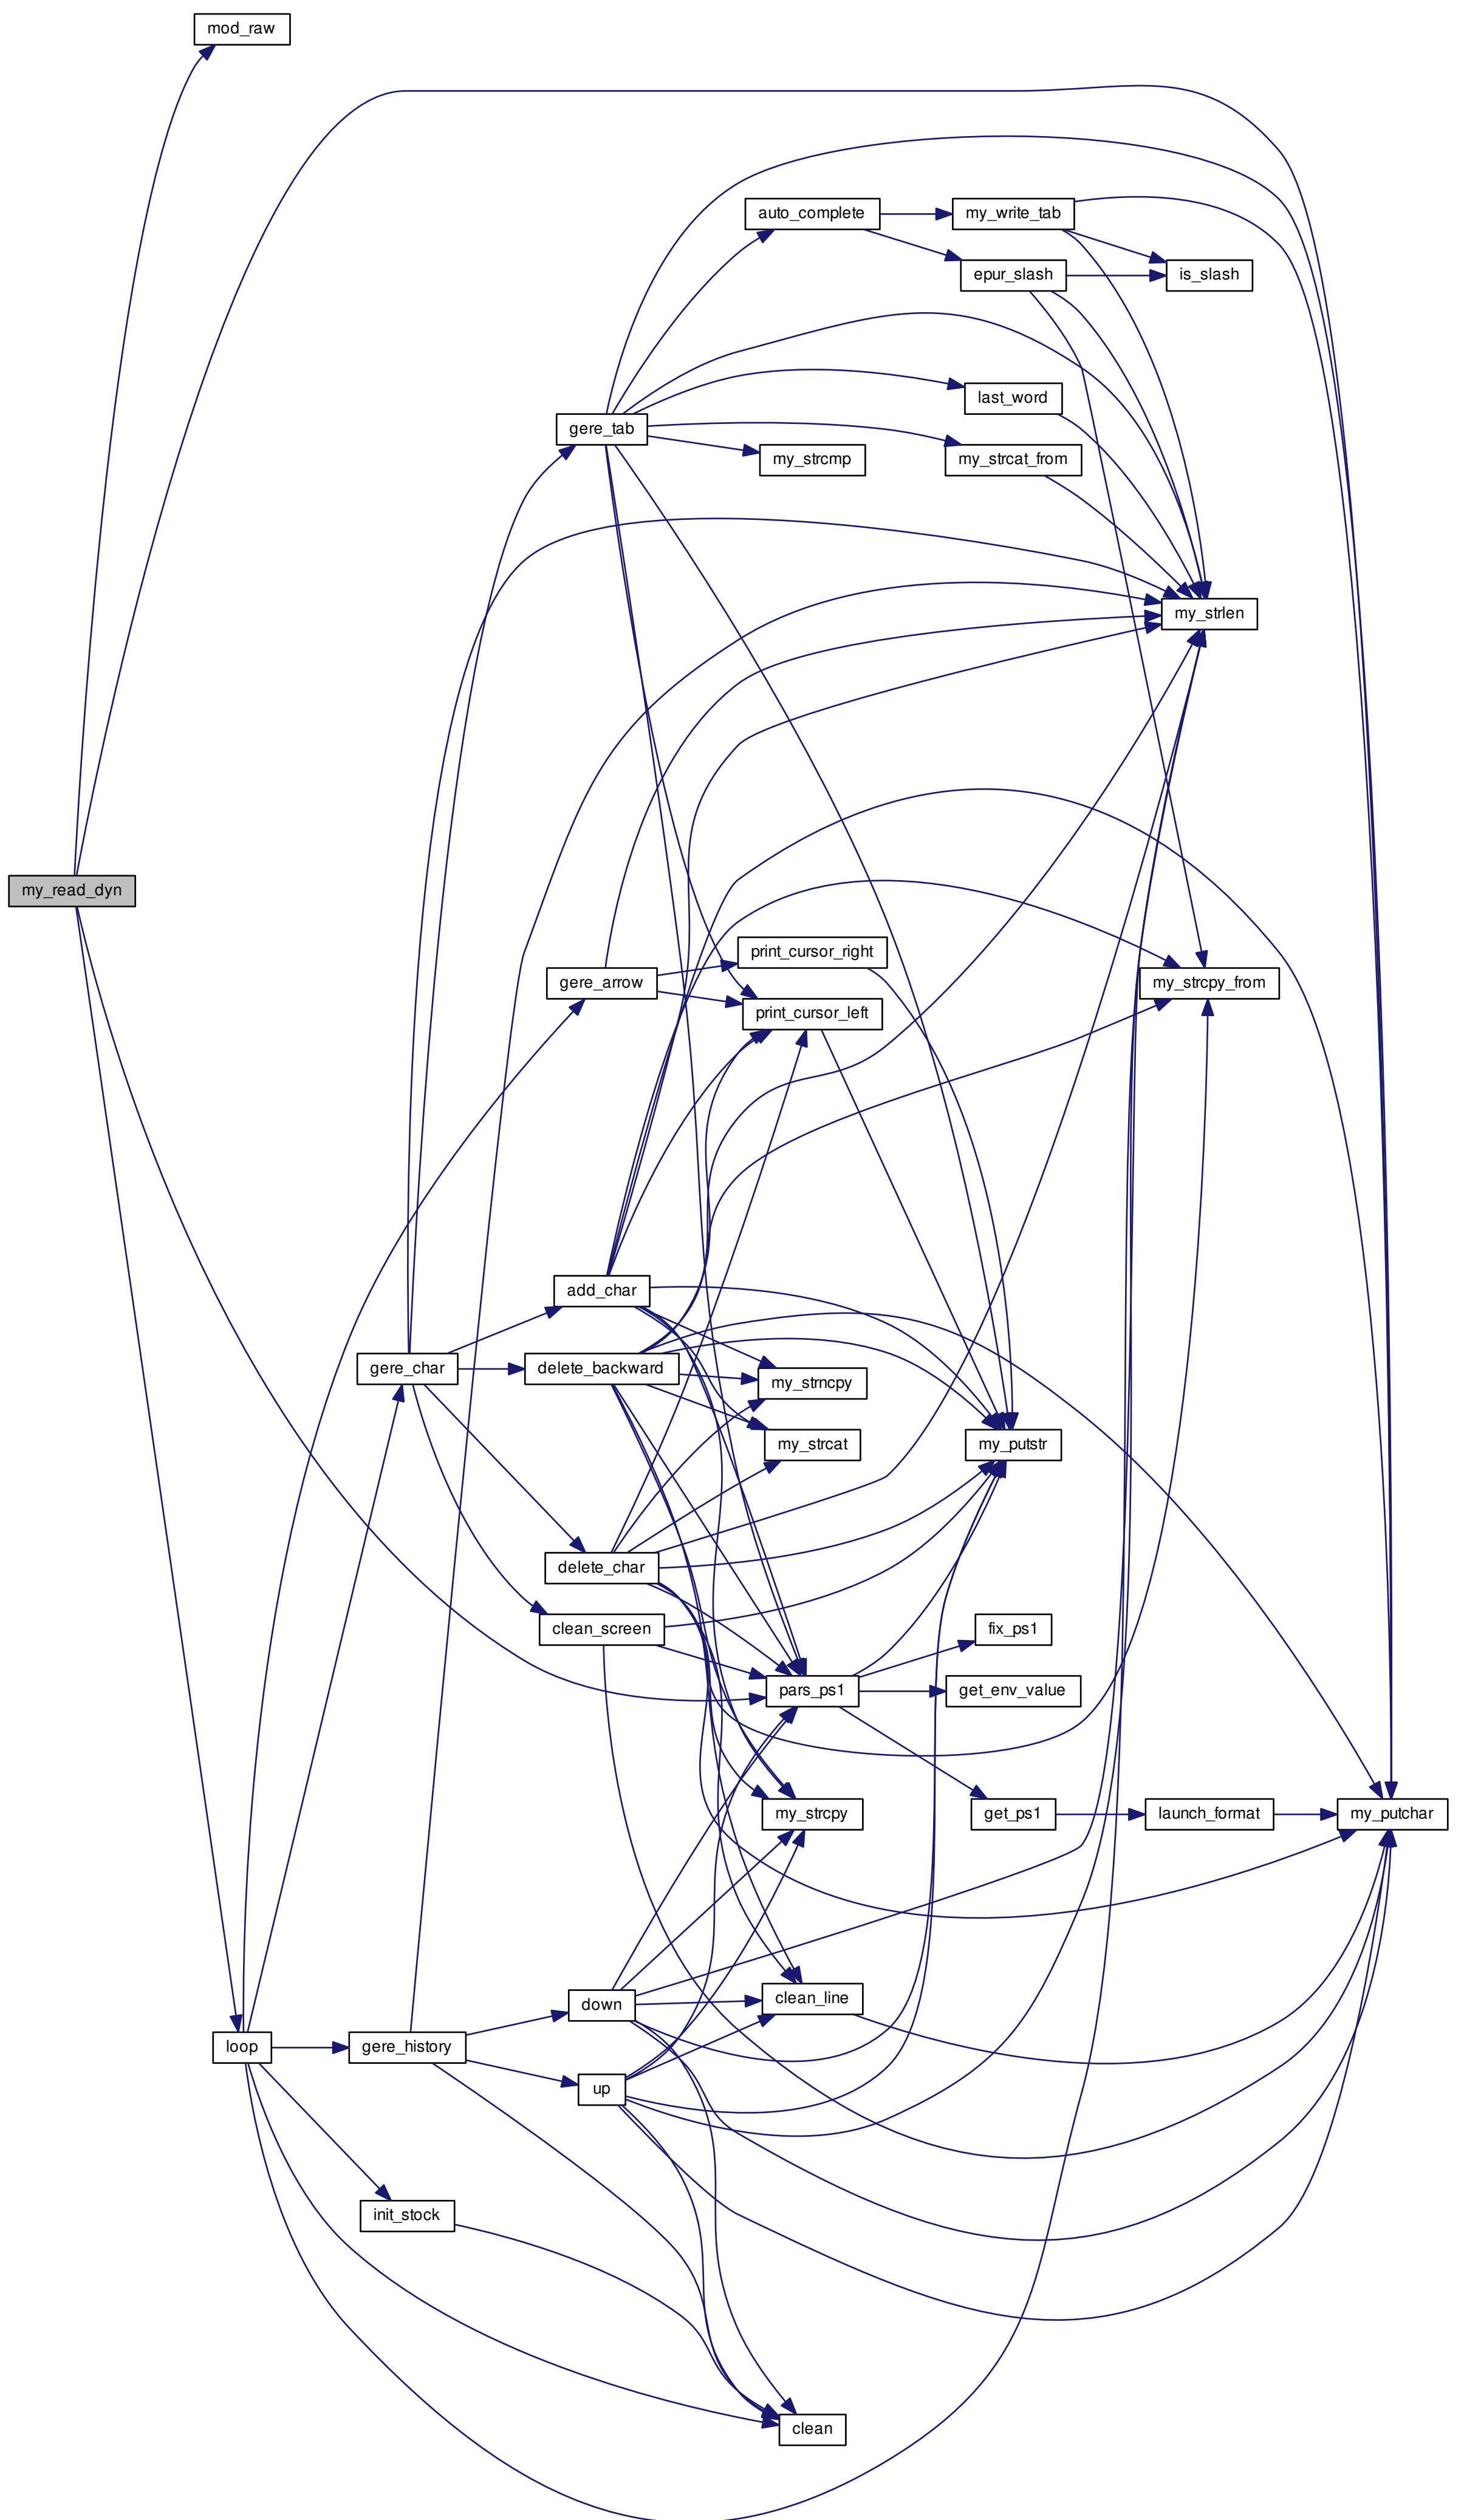 mod_raw
auto_complete
my_write_tab
epur_slash
is_slash
last_word
gere_tab
my_strcat_from
my_strcmp
my_strlen
my_read_dyn
print_cursor_right
gere_arrow
my_strcpy_from
print_cursor_left
add_char
gere_char
delete_backward
my_strncpy
my_strcat
my_putstr
delete_char
clean_screen
fix_ps1
pars_ps1
get_env_value
my_strcpy
get_ps1
launch_format
my_putchar
down
clean_line
loop
gere_history
up
init_stock
clean